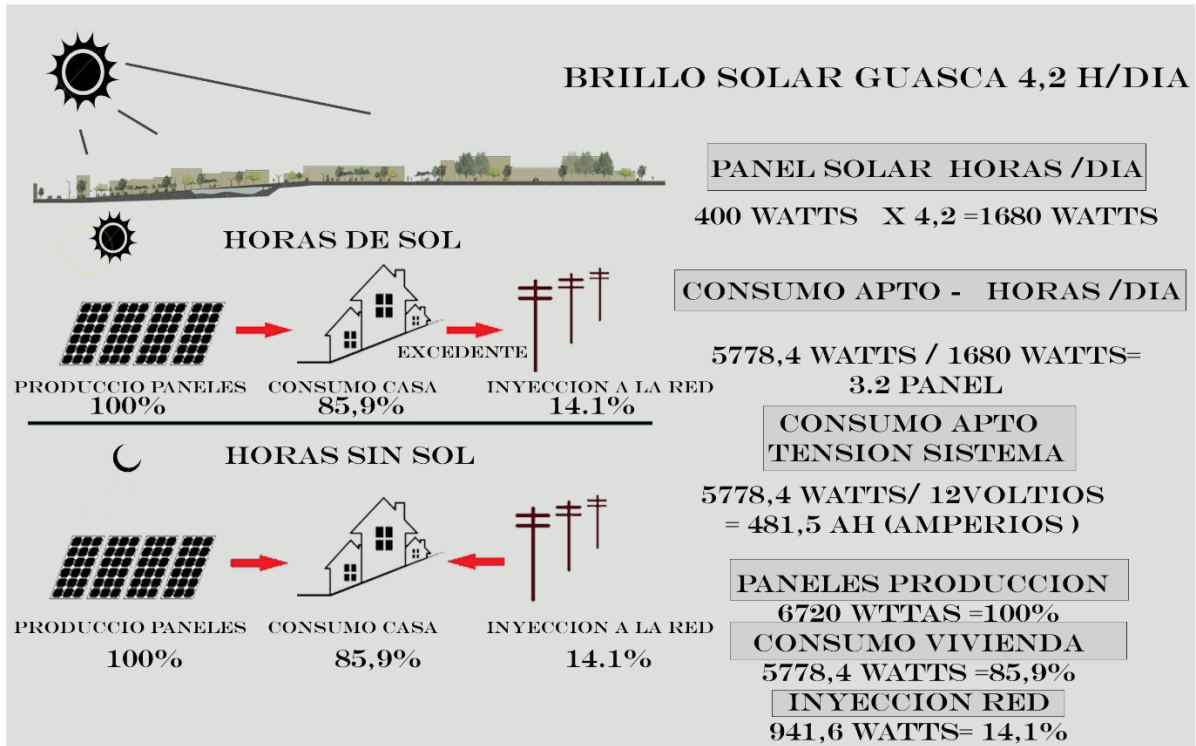 BRILLO SOLAR GUASCA 4,2 H/DIA
PANEL SOLAR HORAS /DIA
400 WATTS X 4,2 =1680 WATTS
HORAS DE SOL
CONSUMO APTO - HORAS /DIA
EXCEDENTE
5778,4 WATTS / 1680 WATTS=
3.2 PANEL
PRODUCCIO PANELES
100%
CONSUMO CASA
85,9%
INYECCION A LA RED
14.1%
CONSUMO APTO
TENSION SISTEMA
HORAS SIN SOL
5778,4 WATTS/ 12VOLTIOS
= 481,5 AH (AMPERIOS )
PANELES PRODUCCION
6720 WTTAS =100%
PRODUCCIO PANELES
100%
CONSUMO CASA
85,9%
INYECCION A LA RED
14.1%
CONSUMO VIVIENDA
5778,4 WATTS =85,9%
INYECCION RED
941,6 WATTS= 14,1%